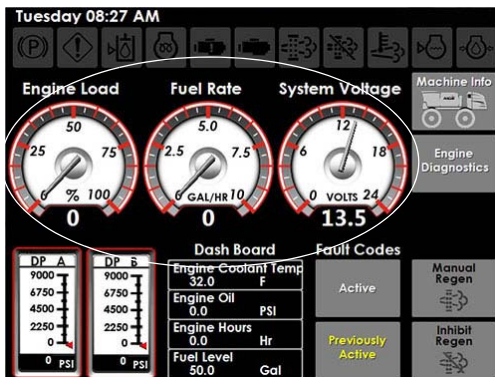 Tuesday 08:27 AM
(P)
Engine Load
Fuel Rate
System Voltage
Machine Info
50
25 75
0 % 100
0
5.0
2.5 7.5
0 GAL/HR 10
0
12
6 18
0 VOLTS 24
13.5
Engine
Diagnostics
DP A
9000
6750
4500
2250
0
0 PSI
DP B
9000
6750
4500
2250
0
0 PSI
Dash Board
Engine Coolant Temp
32.0 F
Engine Oil
0.0 PSI
Engine Hours
0.0 Hr
Fuel Level
50.0 Gal
Fault Codes
Active
Previously
Active
Manual
Regen
Inhibit
Regen